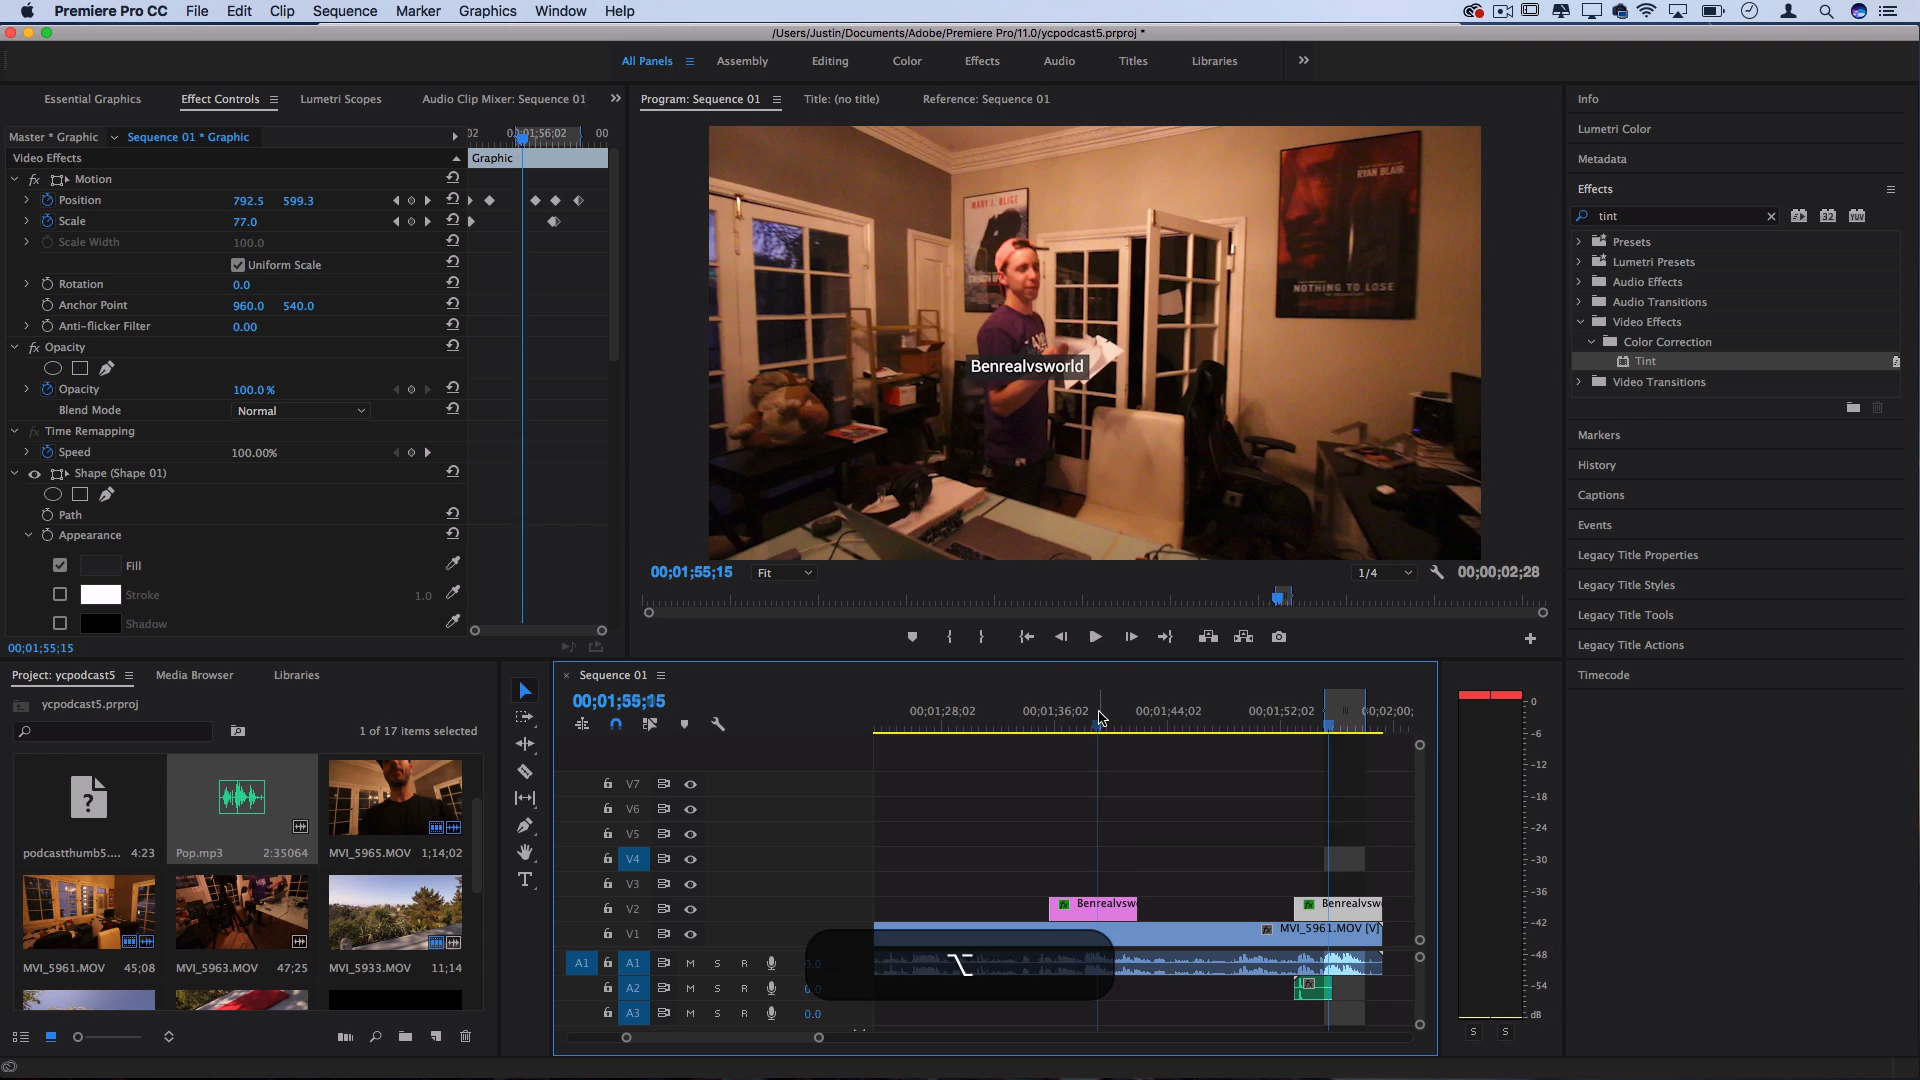 Premiere Pro CC File Edit Clip Sequence Marker Graphics Window Help
/Users/Justin/Documents/Adobe/Premiere Pro/11.0/ycpodcast5.prproj *
All Panels Assembly Editing Color Effects Audio Titles Libraries
Essential Graphics Effect Controls Lumetri Scopes Audio Clip Mixer: Sequence 01
Master * Graphic Sequence 01 * Graphic
Video Effects
Motion
Position 792.5 599.3
Scale 77.0
Scale Width 100.0
Uniform Scale
Rotation 0.0
Anchor Point 960.0 540.0
Anti-flicker Filter 0.00
Opacity
Opacity 100.0 %
Blend Mode Normal
Time Remapping
Speed 100.00%
Shape (Shape 01)
Path
Appearance
Fill
Stroke 1.0
Shadow
00;01;55;15
Graphic
Program: Sequence 01 Title: (no title) Reference: Sequence 01
MARY J. BLIGE
RYAN BLAIR
NOTHING TO LOSE
Benrealvsworld
00;01;55;15 Fit 1/4 00;00;02;28
Info
Lumetri Color
Metadata
Effects
tint
32 YUV
Presets
Lumetri Presets
Audio Effects
Audio Transitions
Video Effects
Color Correction
Tint
Video Transitions
Markers
History
Captions
Events
Legacy Title Properties
Legacy Title Styles
Legacy Title Tools
Legacy Title Actions
Timecode
Project: ycpodcast5 Media Browser Libraries
ycpodcast5.prproj
1 of 17 items selected
podcastthumb5.... 4:23
Pop.mp3 2:35064
MVI_5965.MOV 1;14;02
MVI_5961.MOV 45;08
MVI_5963.MOV 47;25
MVI_5933.MOV 11;14
Sequence 01
00;01;28;02 00;01;36;02 00;01;44;02 00;01;52;02
V7
V6
V5
V4
V3
V2 Benrealvsw Benrealvsw
V1 MVI_5961.MOV [V]
A1 A1 M S R 0.0
A2 M S R
A3 M S R 0.0
0
-6
-12
-18
-24
-30
-36
-42
-48
-54
dB
S S